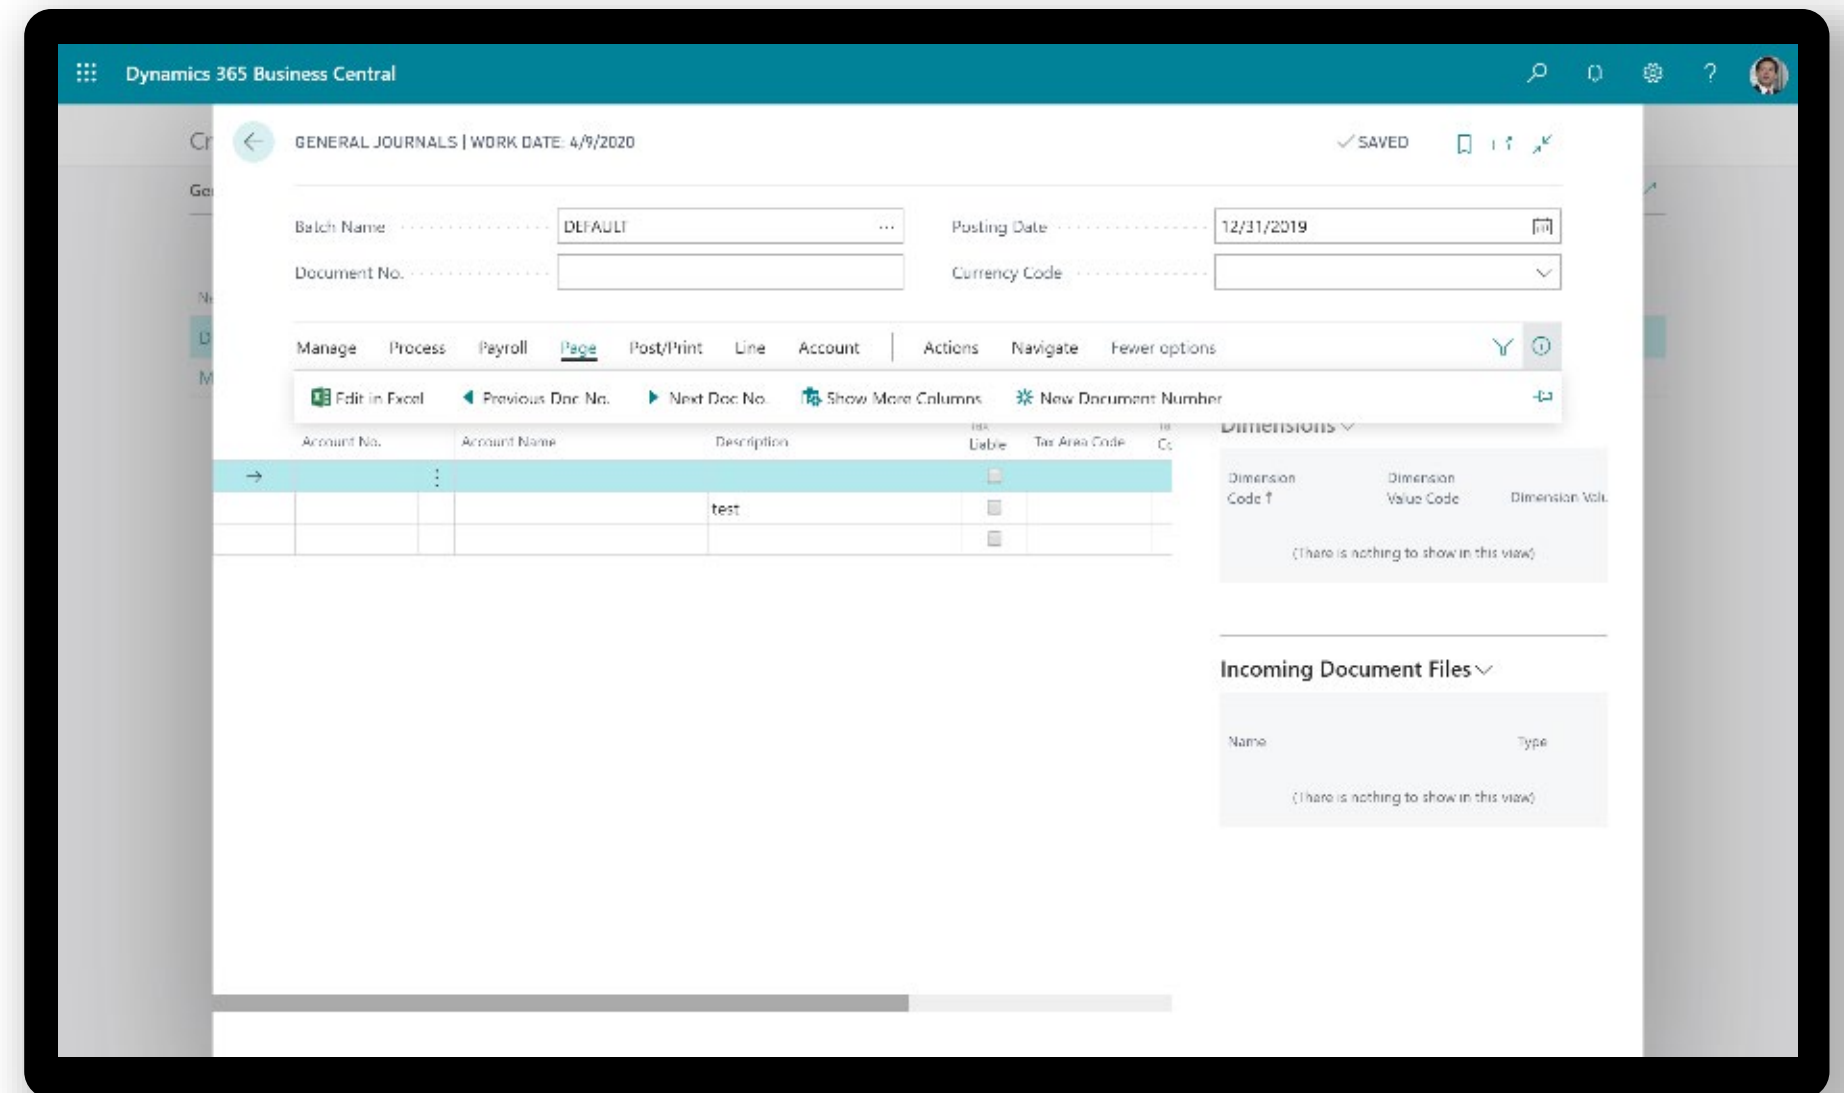 Dynamics 365 Business Central
?
Cr
GENERAL JOURNALS | WORK DATE: 4/9/2020
SAVED
Ge
Batch Name
DEFAULT
...
Posting Date
12/31/2019
Document No.
Currency Code
D
Manage Process Payroll Page Post/Print Line Account | Actions Navigate Fewer options
M
Edit in Excel Previous Doc No. Next Doc No. Show More Columns New Document Number
Account No. Account Name Description Liable Tax Area Code
Dimensions
Dimension Code ↑ Dimension Value Code Dimension Valu
test
(There is nothing to show in this view)
Incoming Document Files
Name Type
(There is nothing to show in this view)